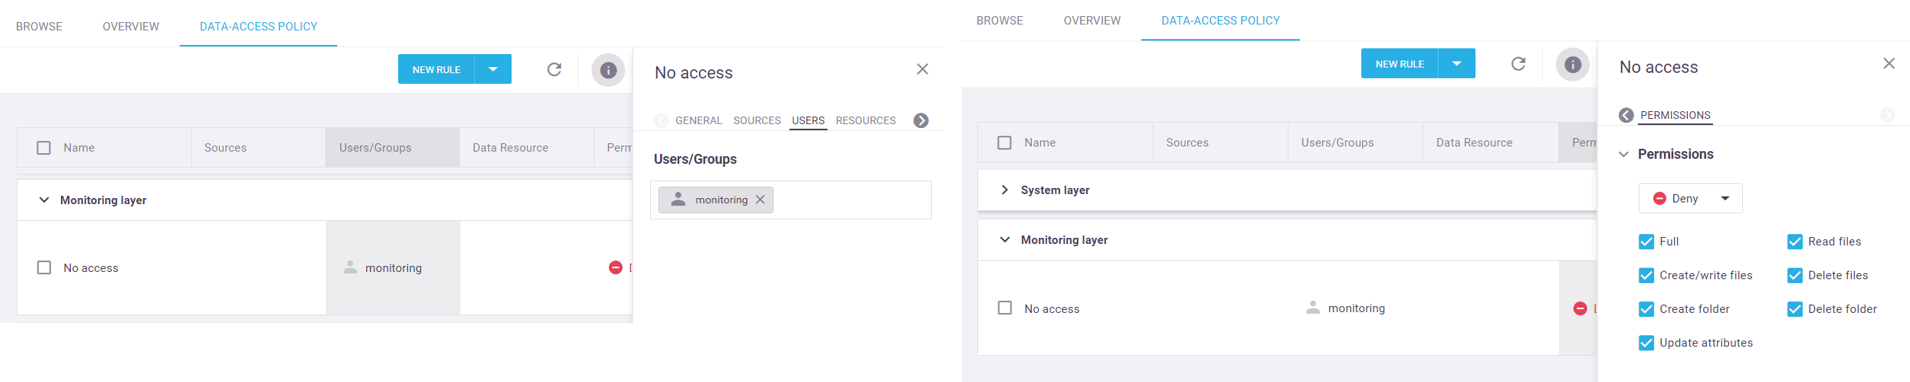 BROWSE OVERVIEW DATA-ACCESS POLICY
NEW RULE
No access
GENERAL SOURCES USERS RESOURCES
Name Sources Users/Groups Data Resource Perm
Users/Groups
monitoring
Monitoring layer
No access monitoring
BROWSE OVERVIEW DATA-ACCESS POLICY
NEW RULE
No access
PERMISSIONS
Name Sources Users/Groups Data Resource Perm
Permissions
System layer
Deny
Monitoring layer
Full Read files
Create/write files Delete files
No access monitoring
Create folder Delete folder
Update attributes